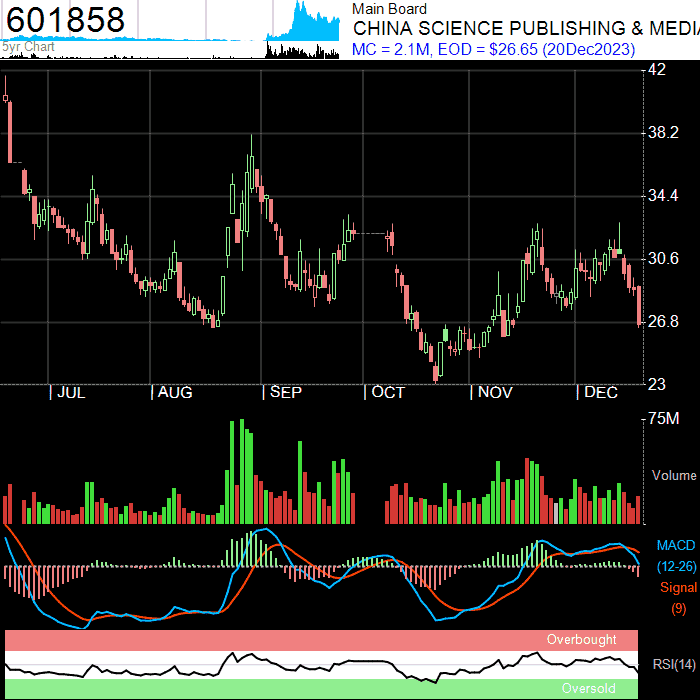 601858
5yr Chart
Main Board
CHINA SCIENCE PUBLISHING & MEDIA
MC = 2.1M, EOD = $26.65 (20Dec2023)
42
38.2
34.4
30.6
26.8
23
JUL AUG SEP OCT NOV DEC
75M
Volume
MACD
(12-26)
Signal
(9)
Overbought
RSI(14)
Oversold